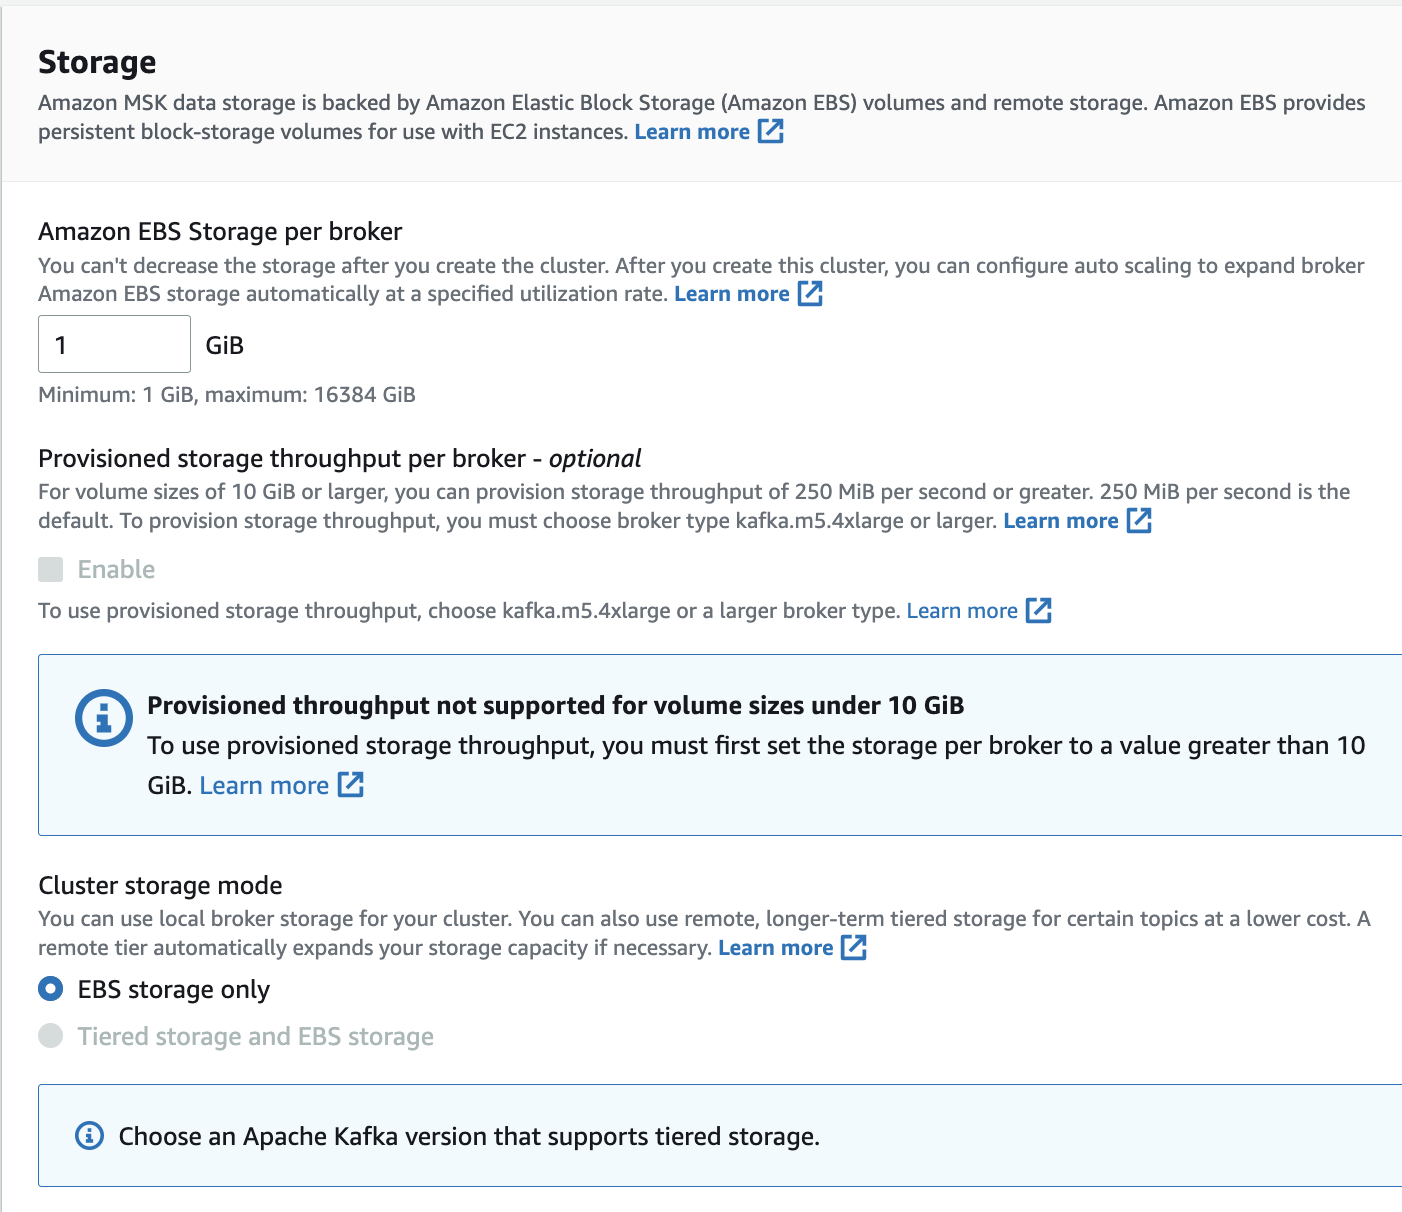 Storage
Amazon MSK data storage is backed by Amazon Elastic Block Storage (Amazon EBS) volumes and remote storage. Amazon EBS provides
persistent block-storage volumes for use with EC2 instances. Learn more
Amazon EBS Storage per broker
You can't decrease the storage after you create the cluster. After you create this cluster, you can configure auto scaling to expand broker
Amazon EBS storage automatically at a specified utilization rate. Learn more
1 GiB
Minimum: 1 GiB, maximum: 16384 GiB
Provisioned storage throughput per broker - optional
For volume sizes of 10 GiB or larger, you can provision storage throughput of 250 MiB per second or greater. 250 MiB per second is the
default. To provision storage throughput, you must choose broker type kafka.m5.4xlarge or larger. Learn more
Enable
To use provisioned storage throughput, choose kafka.m5.4xlarge or a larger broker type. Learn more
Provisioned throughput not supported for volume sizes under 10 GiB
To use provisioned storage throughput, you must first set the storage per broker to a value greater than 10
GiB. Learn more
Cluster storage mode
You can use local broker storage for your cluster. You can also use remote, longer-term tiered storage for certain topics at a lower cost. A
remote tier automatically expands your storage capacity if necessary. Learn more
EBS storage only
Tiered storage and EBS storage
Choose an Apache Kafka version that supports tiered storage.